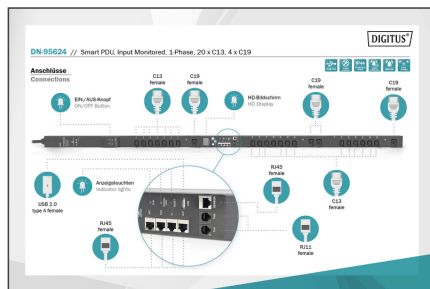 DIGITUS®
DN-95624 // Smart PDU, Input Monitored, 1-Phase, 20 x C13, 4 x C19
Anschlüsse
Connections
C13
female
C19
female
C19
female
C19
female
EIN-/AUS-Knopf
ON/OFF Button
HD-Bildschirm
HD Display
USB 2.0
type A female
Anzeigeleuchten
Indicator lights
RJ45
female
C13
female
RJ45
female
RJ11
female